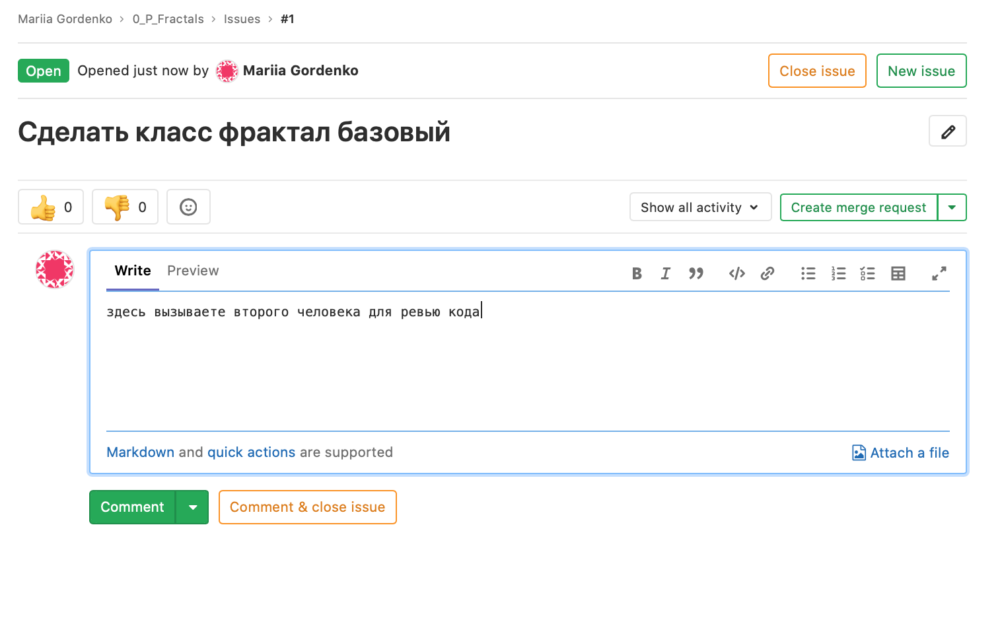 Mariia Gordenko > 0_P_Fractals > Issues > #1
Open Opened just now by Mariia Gordenko Close issue New issue
Сделать класс фрактал базовый
0 0 Show all activity Create merge request
Write Preview
здесь вызываете второго человека для ревью кода
Markdown and quick actions are supported Attach a file
Comment Comment & close issue